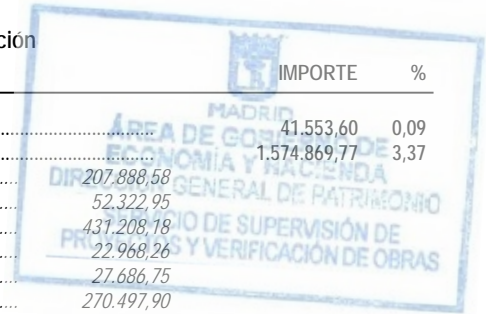 ción
IMPORTE %
MADRID
.... 41.553,60 0,09
ÁREA DE GOBIERNO DE
.... 1.574.869,77 3,37
ECONOMÍA Y HACIENDA
.... 207.888,58
DIRECCIÓN GENERAL DE PATRIMONIO
.... 52.322,95
.... 431.208,18
SERVICIO DE SUPERVISIÓN DE
.... 22.968,26
PROYECTOS Y VERIFICACIÓN DE OBRAS
.... 27.686,75
.... 270.497,90